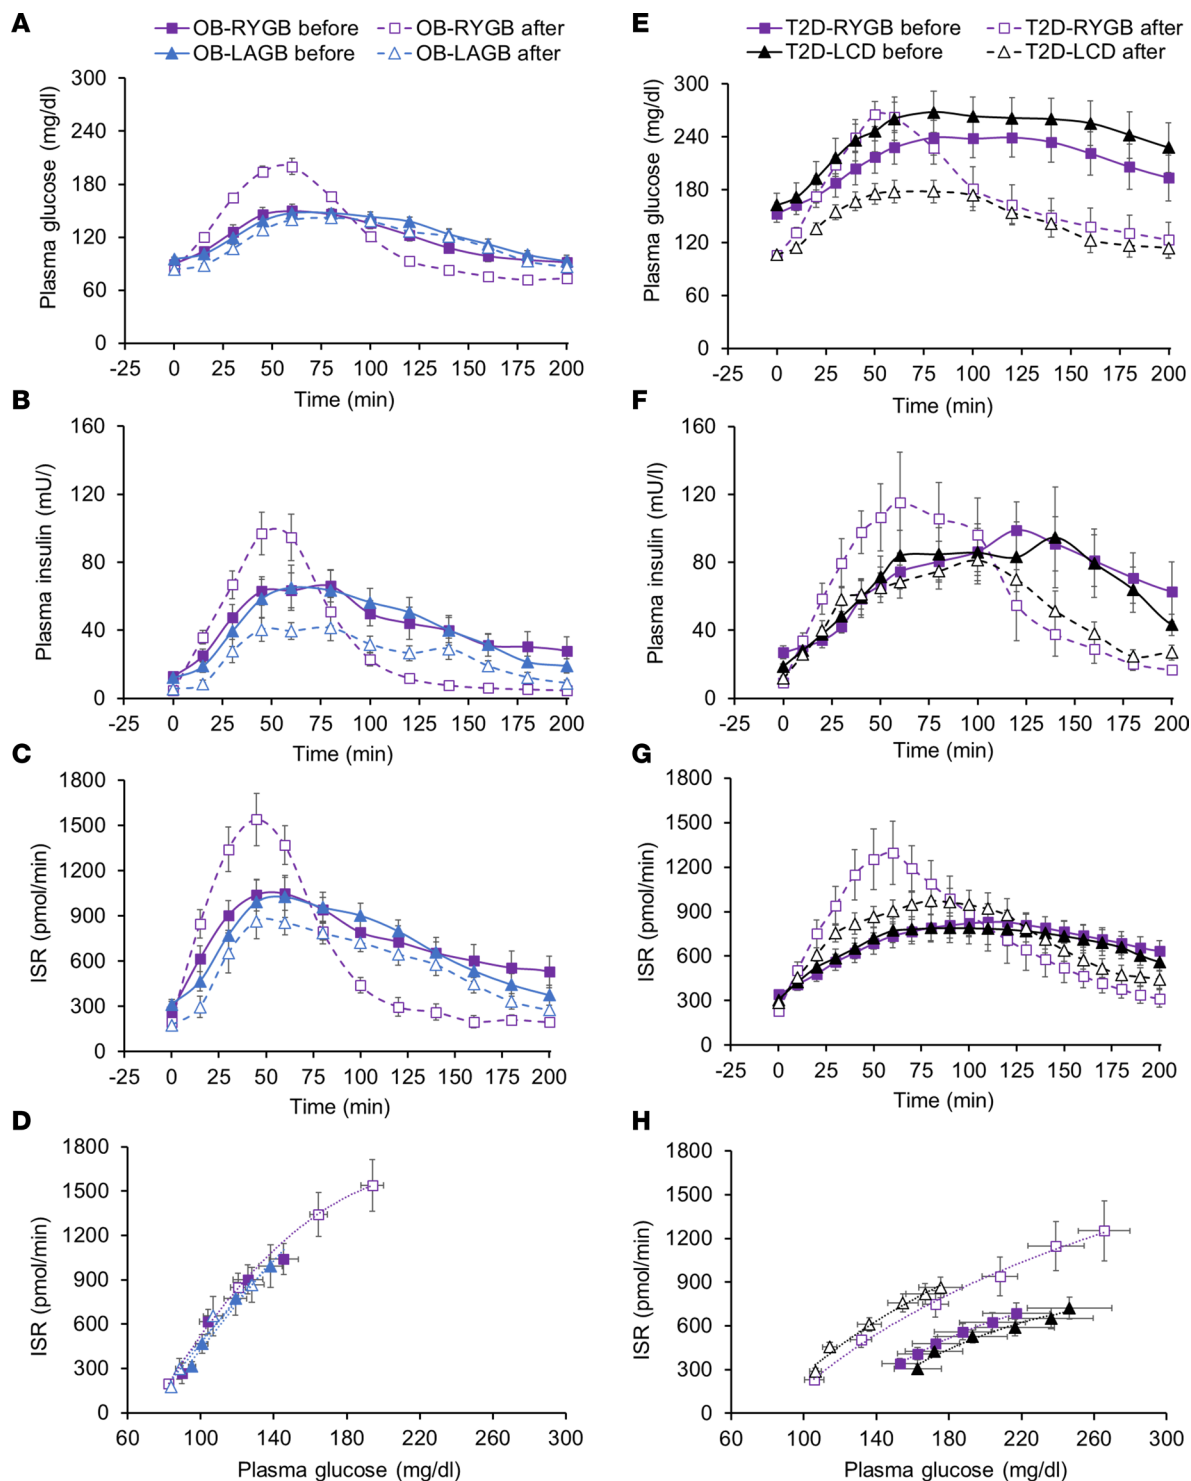 A
OB-RYGB before
OB-RYGB after
OB-LAGB before
OB-LAGB after
Plasma glucose (mg/dl)
300
240
180
120
60
0
-25 0 25 50 75 100 125 150 175 200
Time (min)
B
Plasma insulin (mU/)
160
120
80
40
0
-25 0 25 50 75 100 125 150 175 200
Time (min)
C
ISR (pmol/min)
1800
1500
1200
900
600
300
0
-25 0 25 50 75 100 125 150 175 200
Time (min)
D
ISR (pmol/min)
1800
1500
1200
900
600
300
0
60 100 140 180 220 260 300
Plasma glucose (mg/dl)
E
T2D-RYGB before
T2D-RYGB after
T2D-LCD before
T2D-LCD after
Plasma glucose (mg/dl)
300
240
180
120
60
0
-25 0 25 50 75 100 125 150 175 200
Time (min)
F
Plasma insulin (mU/l)
160
120
80
40
0
-25 0 25 50 75 100 125 150 175 200
Time (min)
G
ISR (pmol/min)
1800
1500
1200
900
600
300
0
-25 0 25 50 75 100 125 150 175 200
Time (min)
H
ISR (pmol/min)
1800
1500
1200
900
600
300
0
60 100 140 180 220 260 300
Plasma glucose (mg/dl)